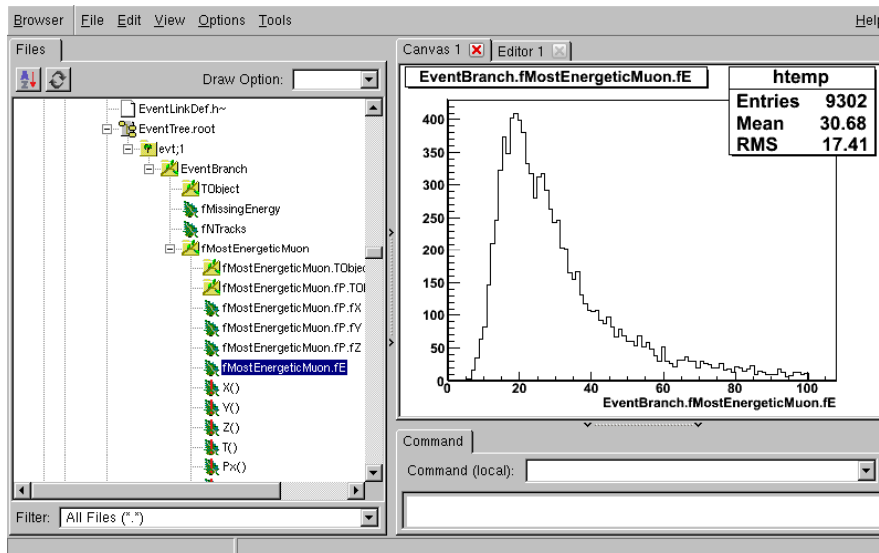 Browser File Edit View Options Tools Help
Files
Draw Option:
EventLinkDef.h~
EventTree.root
evt;1
EventBranch
TObject
fMissingEnergy
fNTracks
fMostEnergeticMuon
fMostEnergeticMuon.TObjec
fMostEnergeticMuon.fP.TOI
fMostEnergeticMuon.fP.fX
fMostEnergeticMuon.fP.fY
fMostEnergeticMuon.fP.fZ
fMostEnergeticMuon.fE
X()
Y()
Z()
T()
Px()
Filter: All Files (*.*)
Canvas 1 Editor 1
EventBranch.fMostEnergeticMuon.fE
htemp
Entries 9302
Mean 30.68
RMS 17.41
400
350
300
250
200
150
100
50
0
0 20 40 60 80 100
EventBranch.fMostEnergeticMuon.fE
Command
Command (local):